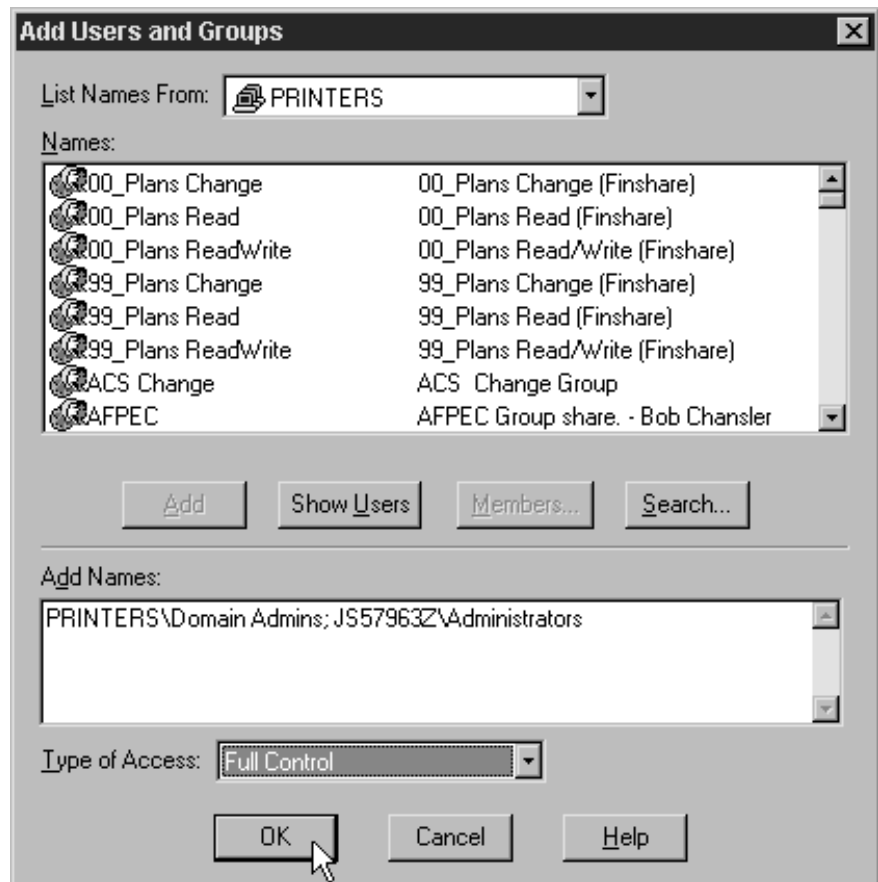 Add Users and Groups
List Names From: PRINTERS
Names:
00_Plans Change 00_Plans Change (Finshare)
00_Plans Read 00_Plans Read (Finshare)
00_Plans ReadWrite 00_Plans Read/Write (Finshare)
99_Plans Change 99_Plans Change (Finshare)
99_Plans Read 99_Plans Read (Finshare)
99_Plans ReadWrite 99_Plans Read/Write (Finshare)
ACS Change ACS Change Group
AFPEC AFPEC Group share. - Bob Chansler
Add Show Users Members... Search...
Add Names:
PRINTERS\Domain Admins; JS57963Z\Administrators
Type of Access: Full Control
OK Cancel Help